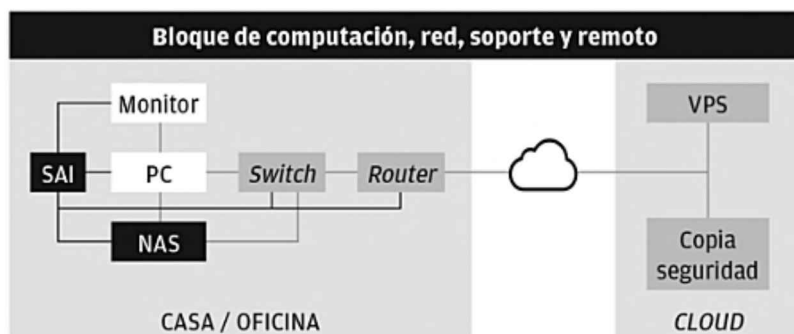 Bloque de computación, red, soporte y remoto
Monitor
VPS
SAI
PC
Switch
Router
NAS
Copia
seguridad
CASA / OFICINA
CLOUD